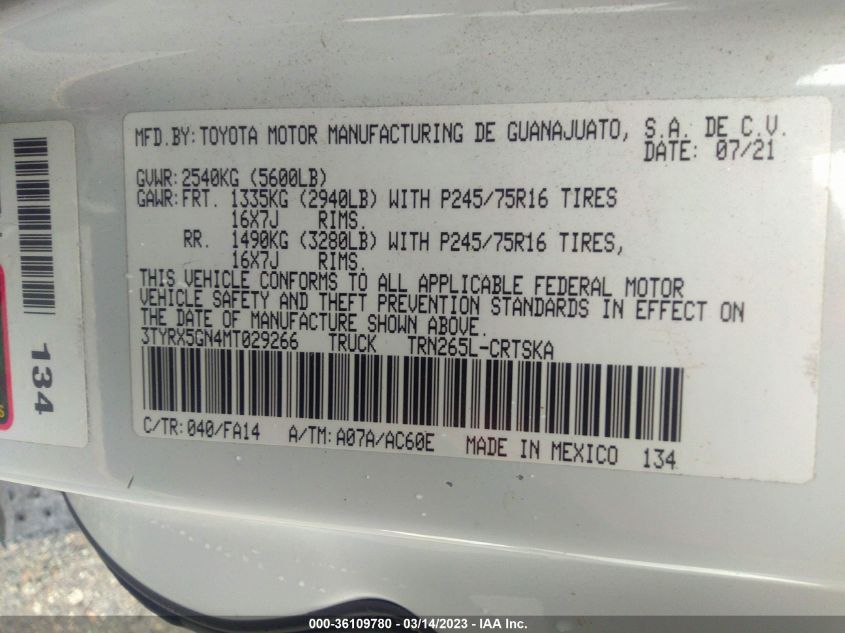 MFD.BY:TOYOTA MOTOR MANUFACTURING DE GUANAJUATO, S.A. DE C.V.
DATE: 07/21
GVWR:2540KG (5600LB)
GAWR:FRT. 1335KG (2940LB) WITH P245/75R16 TIRES
16X7J RIMS.
RR. 1490KG (3280LB) WITH P245/75R16 TIRES,
16X7J RIMS.
THIS VEHICLE CONFORMS TO ALL APPLICABLE FEDERAL MOTOR
VEHICLE SAFETY AND THEFT PREVENTION STANDARDS IN EFFECT ON
THE DATE OF MANUFACTURE SHOWN ABOVE.
3TYRX5GN4MT029266 TRUCK TRN265L-CRTSKA
C/TR:040/FA14 A/TM:A07A/AC60E MADE IN MEXICO 134
134
000-36109780 - 03/14/2023 - IAA Inc.